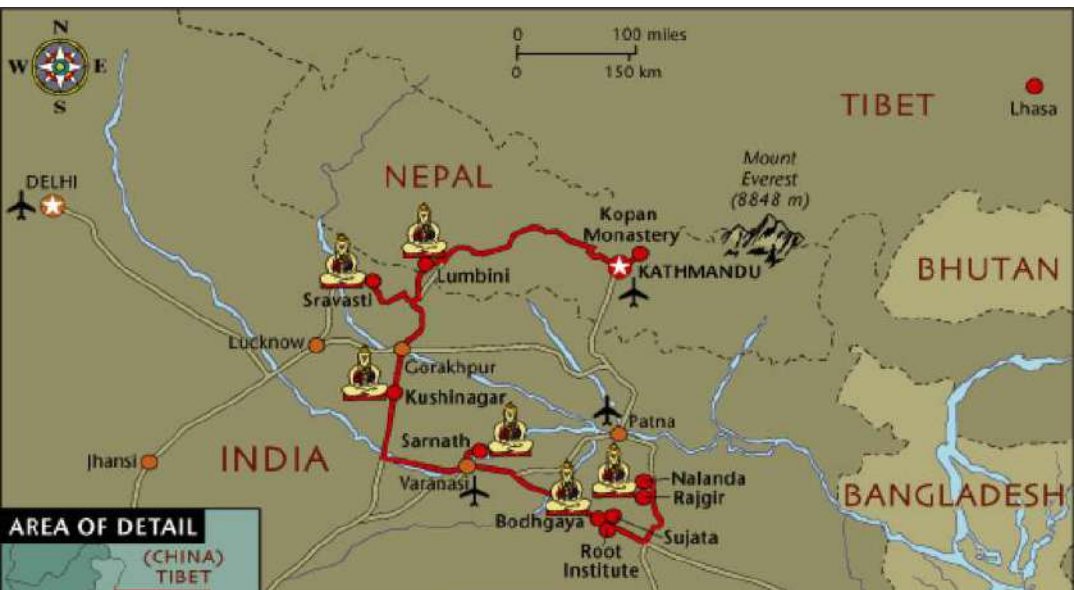 N
W E
S
0 100 miles
0 150 km
TIBET
Lhasa
Mount
Everest
(8848 m)
NEPAL
DELHI
Kopan
Monastery
KATHMANDU
BHUTAN
Lumbini
Sravasti
Lucknow
Gorakhpur
Kushinagar
Patna
Sarnath
INDIA
Jhansi
Varanasi
Nalanda
Rajgir
BANGLADESH
Bodhgaya
Sujata
Root
Institute
AREA OF DETAIL
(CHINA)
TIBET